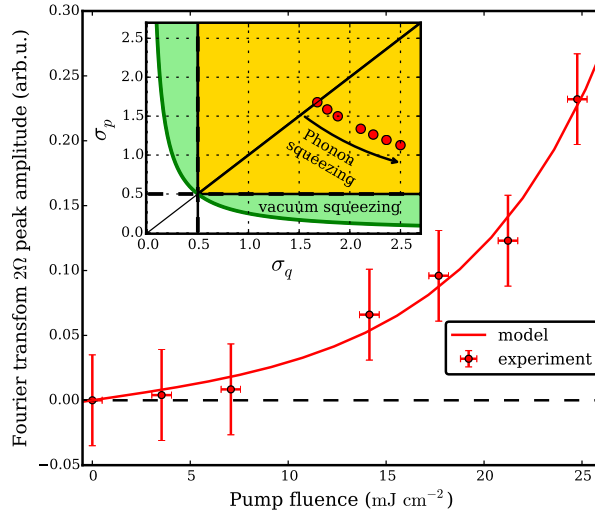 0.30
0.25
0.20
0.15
0.10
0.05
0.00
−0.05
Fourier transfom 2Ω peak amplitude (arb.u.)
0
5
10
15
20
25
Pump fluence (mJ cm⁻²)
2.5
2.0
1.5
1.0
0.5
0.0
σp
0.0
0.5
1.0
1.5
2.0
2.5
σq
Phonon
squeezing
vacuum squeezing
model
experiment